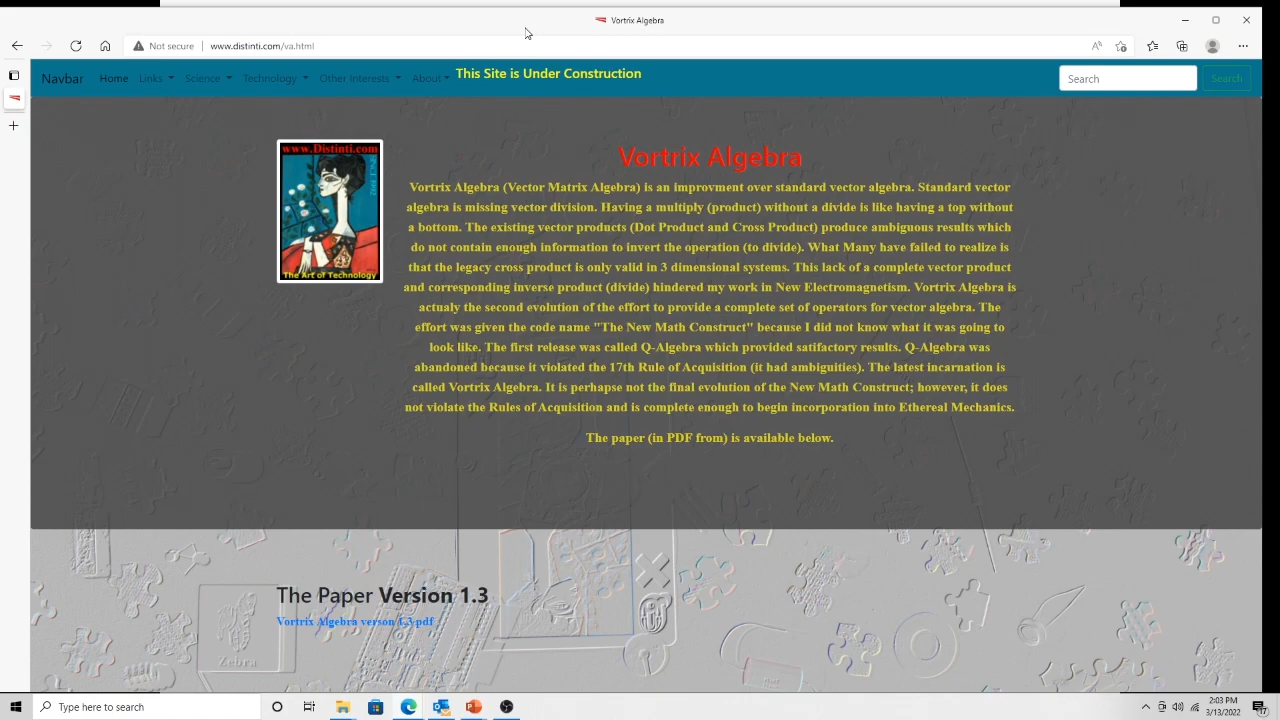 Vortrix Algebra
Not secure www.distinti.com/va.html
Navbar Home Links Science Technology Other Interests About This Site is Under Construction Search Search
www.Distinti.com
The Art of Technology
Vortrix Algebra
Vortrix Algebra (Vector Matrix Algebra) is an improvment over standard vector algebra. Standard vector
algebra is missing vector division. Having a multiply (product) without a divide is like having a top without
a bottom. The existing vector products (Dot Product and Cross Product) produce ambiguous results which
do not contain enough information to invert the operation (to divide). What Many have failed to realize is
that the legacy cross product is only valid in 3 dimensional systems. This lack of a complete vector product
and corresponding inverse product (divide) hindered my work in New Electromagnetism. Vortrix Algebra is
actualy the second evolution of the effort to provide a complete set of operators for vector algebra. The
effort was given the code name "The New Math Construct" because I did not know what it was going to
look like. The first release was called Q-Algebra which provided satifactory results. Q-Algebra was
abandoned because it violated the 17th Rule of Acquisition (it had ambiguities). The latest incarnation is
called Vortrix Algebra. It is perhapse not the final evolution of the New Math Construct; however, it does
not violate the Rules of Acquisition and is complete enough to begin incorporation into Ethereal Mechanics.
The paper (in PDF from) is available below.
The Paper Version 1.3
Vortrix Algebra verson 1.3 pdf
Zebra
Type here to search
2:03 PM
3/13/2022
17